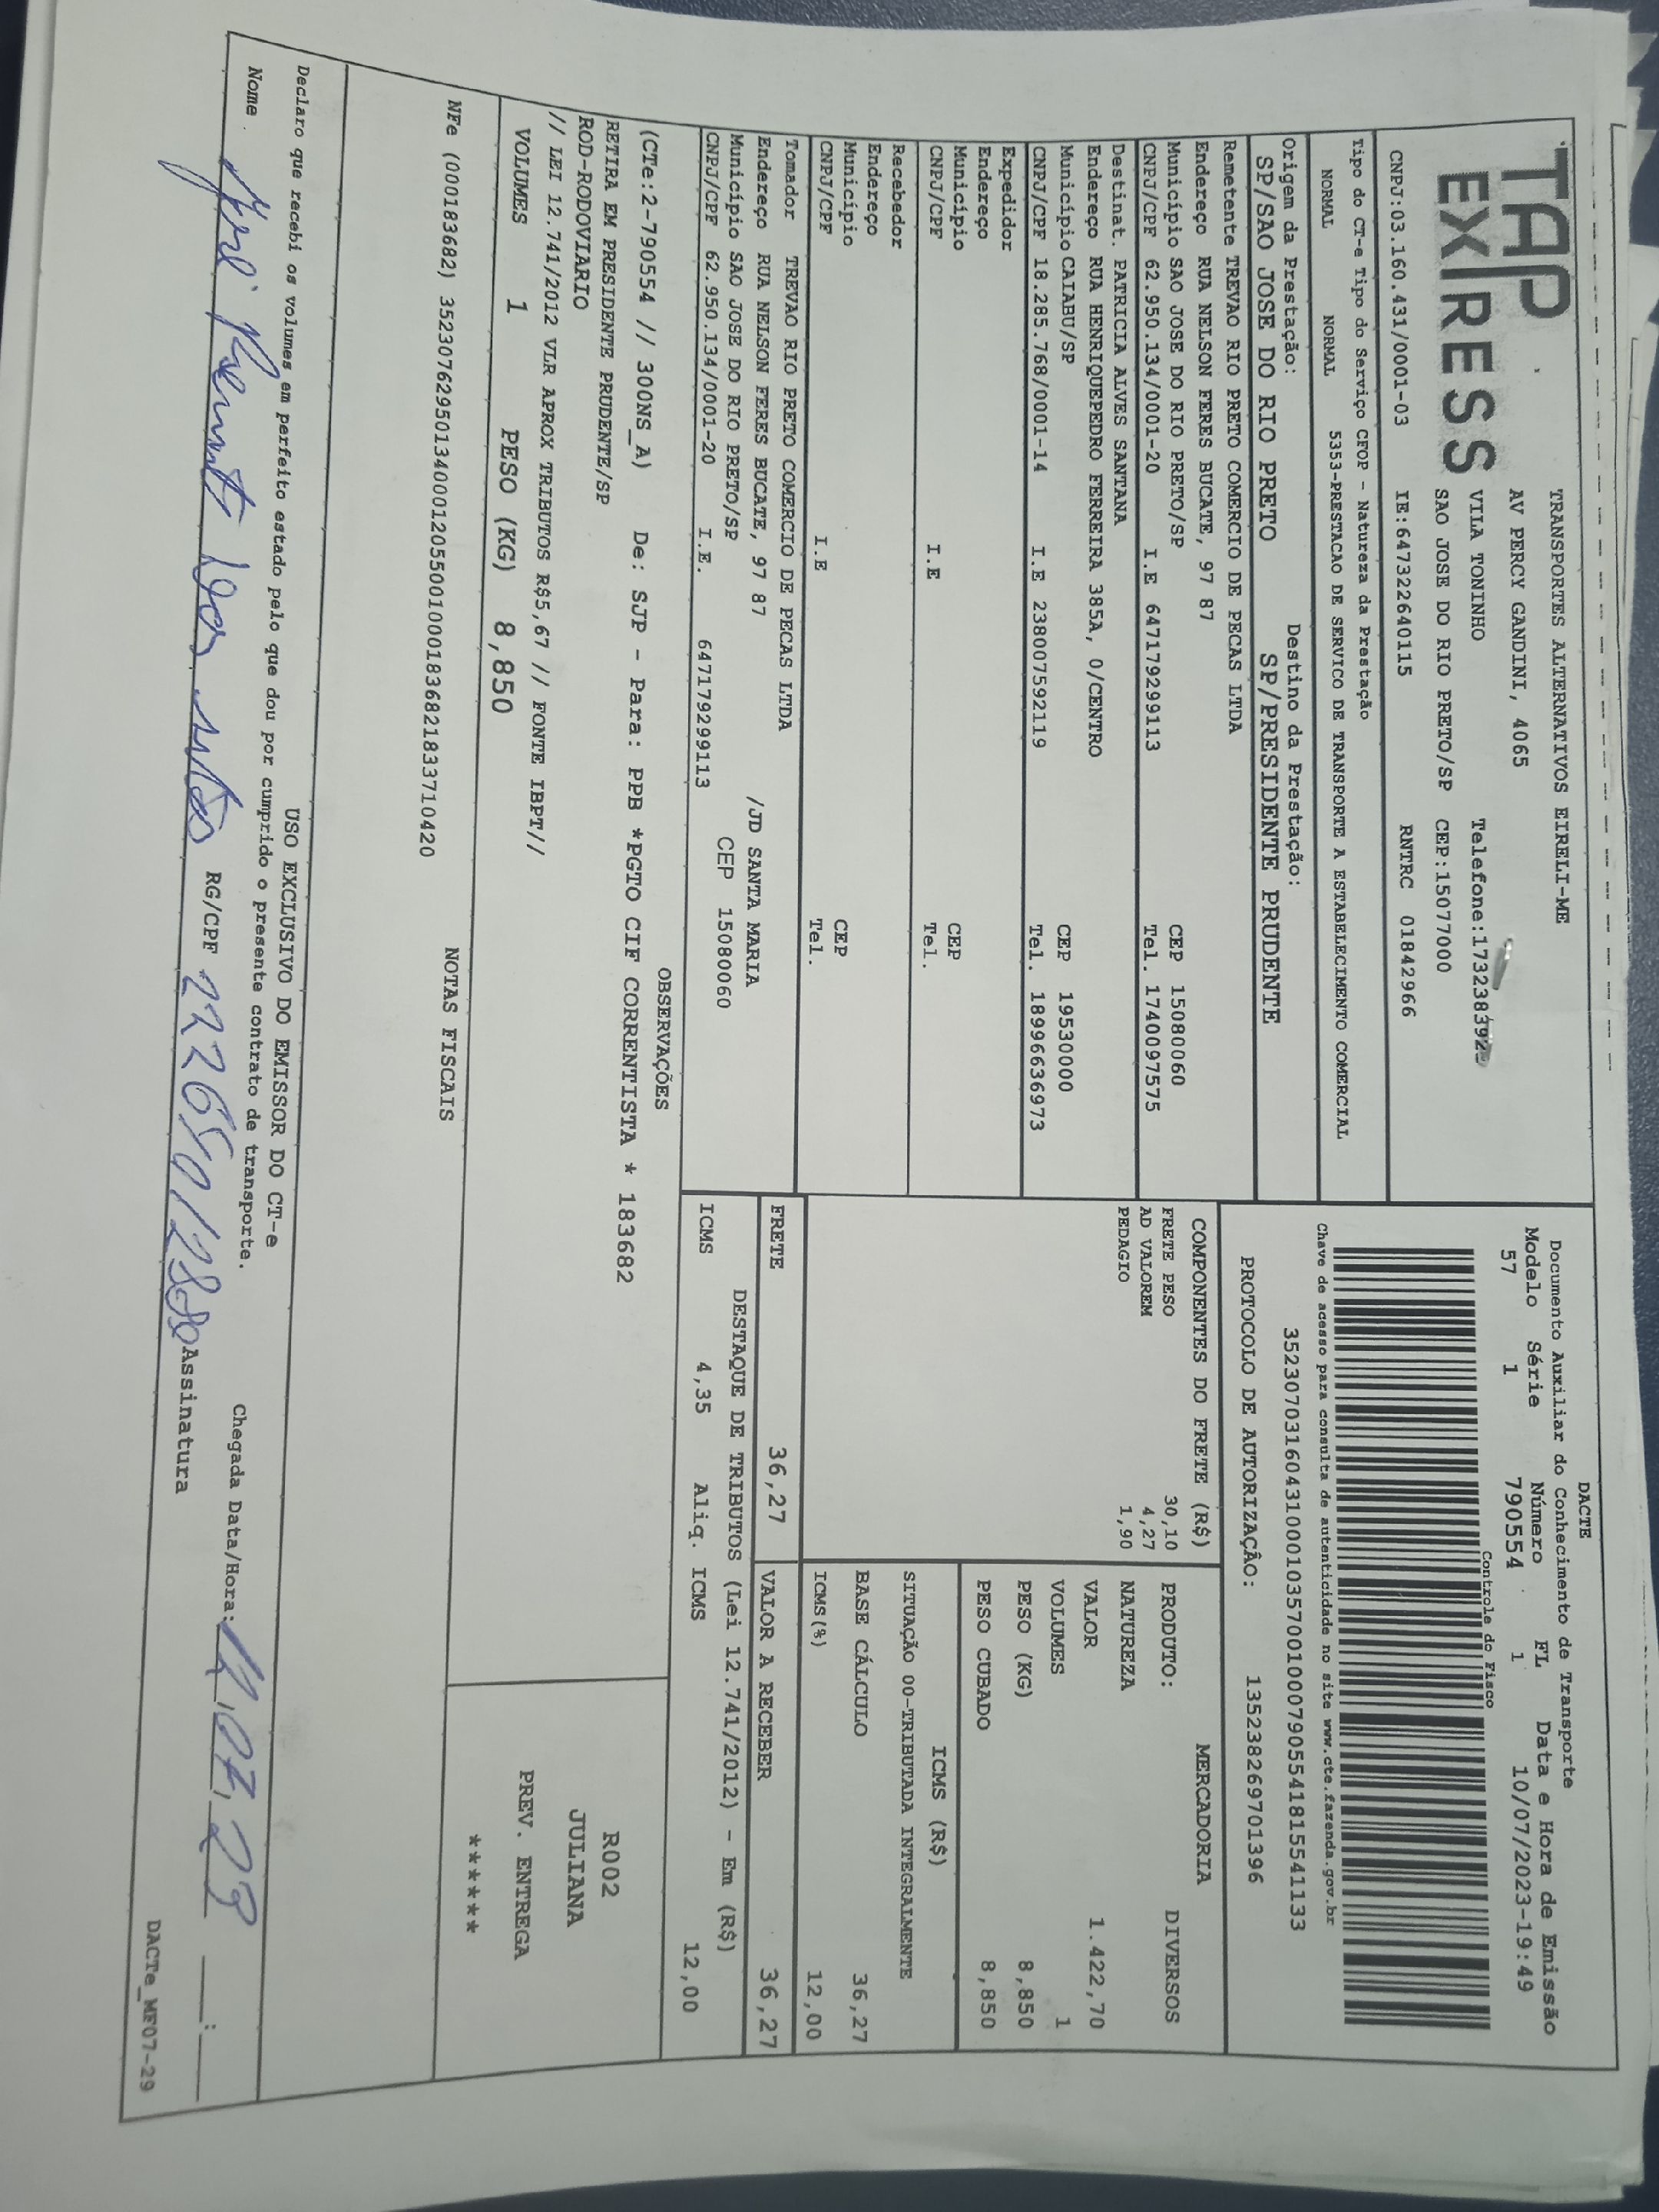 TAP
EXPRESS
TRANSPORTES ALTERNATIVOS EIRELI-ME
AV PERCY GANDINI, 4065
VILA TONINHO Telefone:1732383920
SAO JOSE DO RIO PRETO/SP CEP:15077000
CNPJ:03.160.431/0001-03 IE:647322640115 RNTRC 01842966
DACTE
Documento Auxiliar do Conhecimento de Transporte
Modelo Série Número FL Data e Hora de Emissão
57 1 790554 1 10/07/2023-19:49
Controle do Fisco
Chave de acesso para consulta de autenticidade no site www.cte.fazenda.gov.br
35230703160431000103570010007905541815541133
PROTOCOLO DE AUTORIZAÇÃO: 135238269701396
Tipo do CT-e Tipo do Serviço CFOP - Natureza da Prestação
NORMAL NORMAL 5353-PRESTACAO DE SERVICO DE TRANSPORTE A ESTABELECIMENTO COMERCIAL
Origem da Prestação: Destino da Prestação:
SP/SAO JOSE DO RIO PRETO SP/PRESIDENTE PRUDENTE
Remetente TREVAO RIO PRETO COMERCIO DE PECAS LTDA
Endereço RUA NELSON FERES BUCATE, 97 87
Município SAO JOSE DO RIO PRETO/SP CEP 15080060
CNPJ/CPF 62.950.134/0001-20 I.E 647179299113 Tel. 1740097575
Destinat. PATRICIA ALVES SANTANA
Endereço RUA HENRIQUEPEDRO FERREIRA 385A, 0/CENTRO
Município CAIABU/SP CEP 19530000
CNPJ/CPF 18.285.768/0001-14 I.E 238007592119 Tel. 18996636973
Expedidor
Endereço
Município CEP
CNPJ/CPF I.E Tel.
Recebedor
Endereço
Município CEP
CNPJ/CPF I.E Tel.
Tomador TREVAO RIO PRETO COMERCIO DE PECAS LTDA
Endereço RUA NELSON FERES BUCATE, 97 87 /JD SANTA MARIA
Município SAO JOSE DO RIO PRETO/SP CEP 15080060
CNPJ/CPF 62.950.134/0001-20 I.E. 647179299113
COMPONENTES DO FRETE (R$)
FRETE PESO 30,10
AD VALOREM 4,27
PEDAGIO 1,90
MERCADORIA
PRODUTO: DIVERSOS
NATUREZA
VALOR 1.422,70
VOLUMES 1
PESO (KG) 8,850
PESO CUBADO 8,850
ICMS (R$)
SITUAÇÃO 00-TRIBUTADA INTEGRALMENTE
BASE CÁLCULO 36,27
ICMS(%) 12,00
FRETE 36,27 VALOR A RECEBER 36,27
DESTAQUE DE TRIBUTOS (Lei 12.741/2012) - Em (R$)
ICMS 4,35 Aliq. ICMS 12,00
OBSERVAÇÕES
(CTe:2-790554 // 300NS_A) De: SJP - Para: PPB *PGTO CIF CORRENTISTA * 183682
RETIRA EM PRESIDENTE PRUDENTE/SP
ROD-RODOVIARIO
// LEI 12.741/2012 VLR APROX TRIBUTOS R$5,67 // FONTE IBPT//
VOLUMES 1 PESO (KG) 8,850
R002
JULIANA
PREV. ENTREGA
******
NOTAS FISCAIS
NFe (000183682) 35230762950134000120550010001836821833710420
USO EXCLUSIVO DO EMISSOR DO CT-e
Declaro que recebi os volumes em perfeito estado pelo que dou por cumprido o presente contrato de transporte.
Nome RG/CPF Assinatura Chegada Data/Hora: 11,07,23 :
DACTe_MF07-29